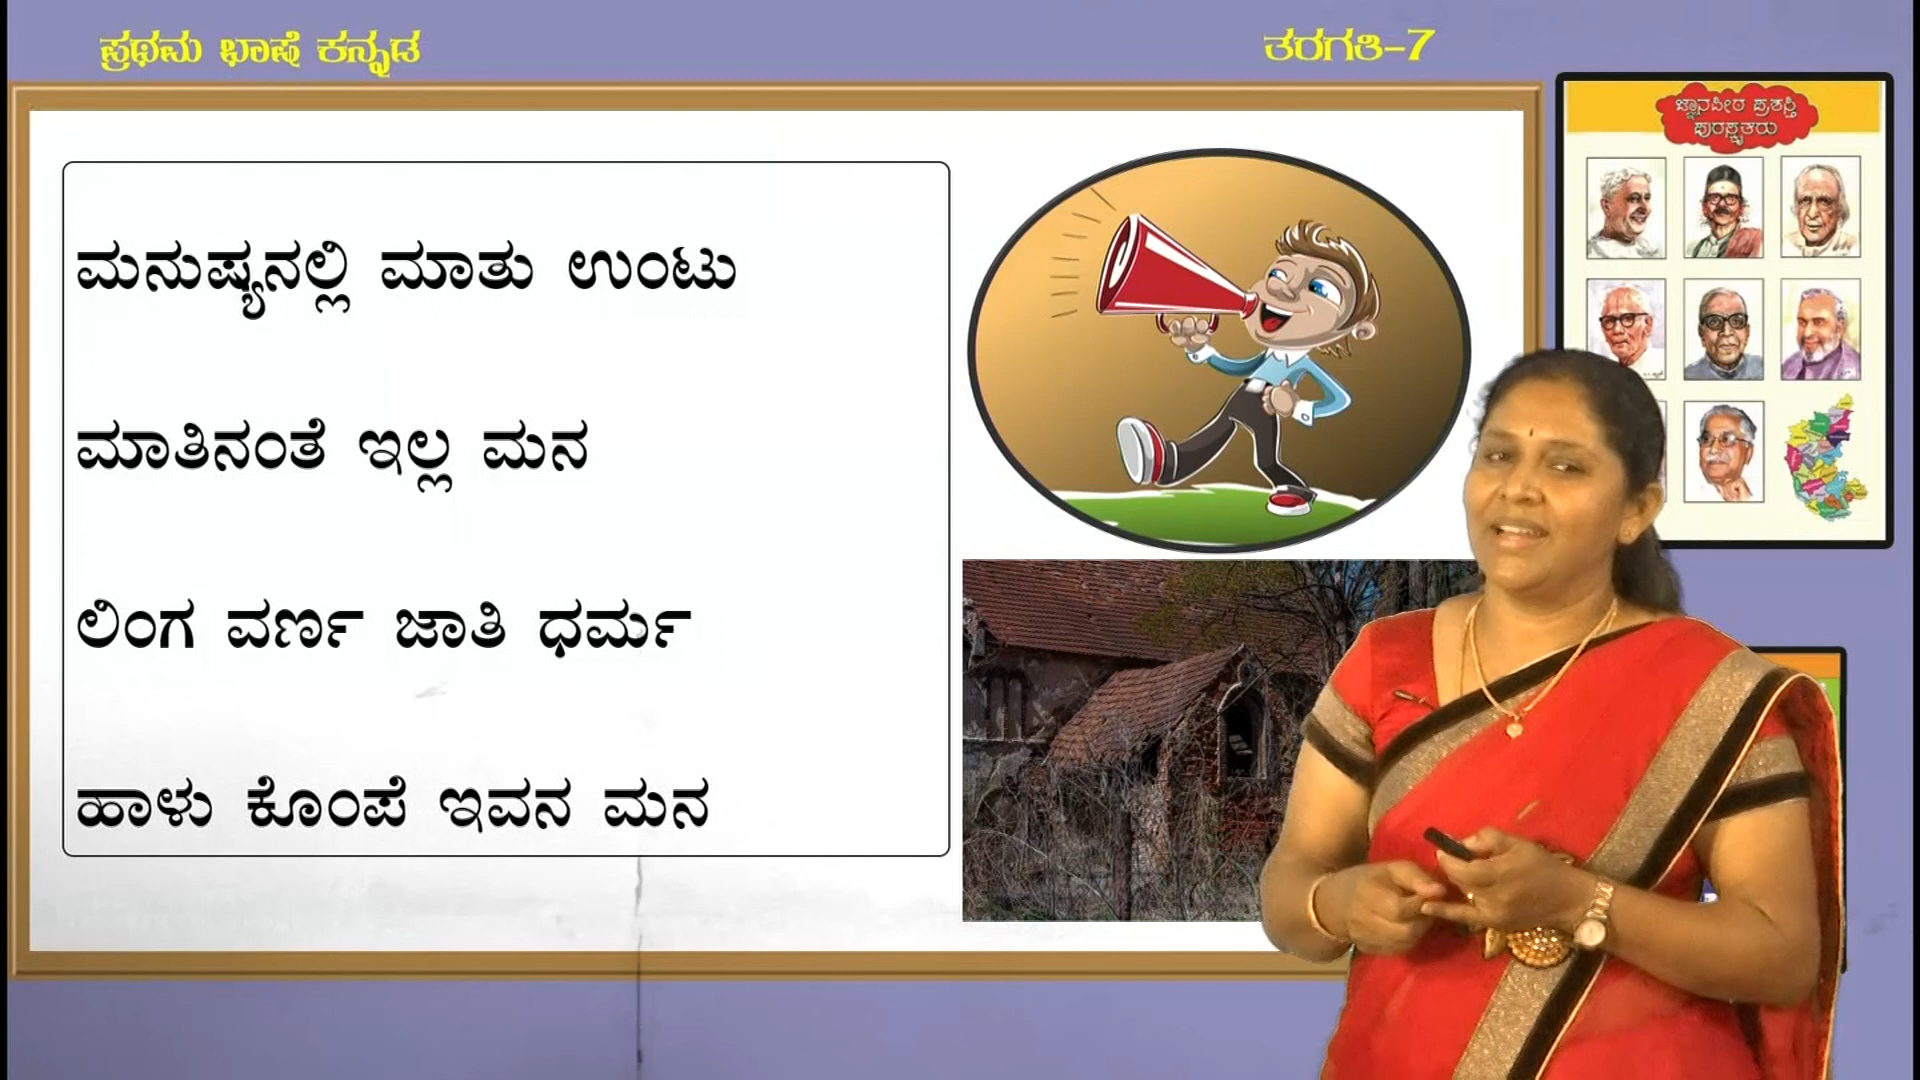 ಪ್ರಥಮ ಭಾಷೆ ಕನ್ನಡ
ತರಗತಿ-7
ಜ್ಞಾನಪೀಠ ಪ್ರಶಸ್ತಿ
ಪುರಸ್ಕೃತರು
ಮನುಷ್ಯನಲ್ಲಿ ಮಾತು ಉಂಟು
ಮಾತಿನಂತೆ ಇಲ್ಲ ಮನ
ಲಿಂಗ ವರ್ಣ ಜಾತಿ ಧರ್ಮ
ಹಾಳು ಕೊಂಪೆ ಇವನ ಮನ